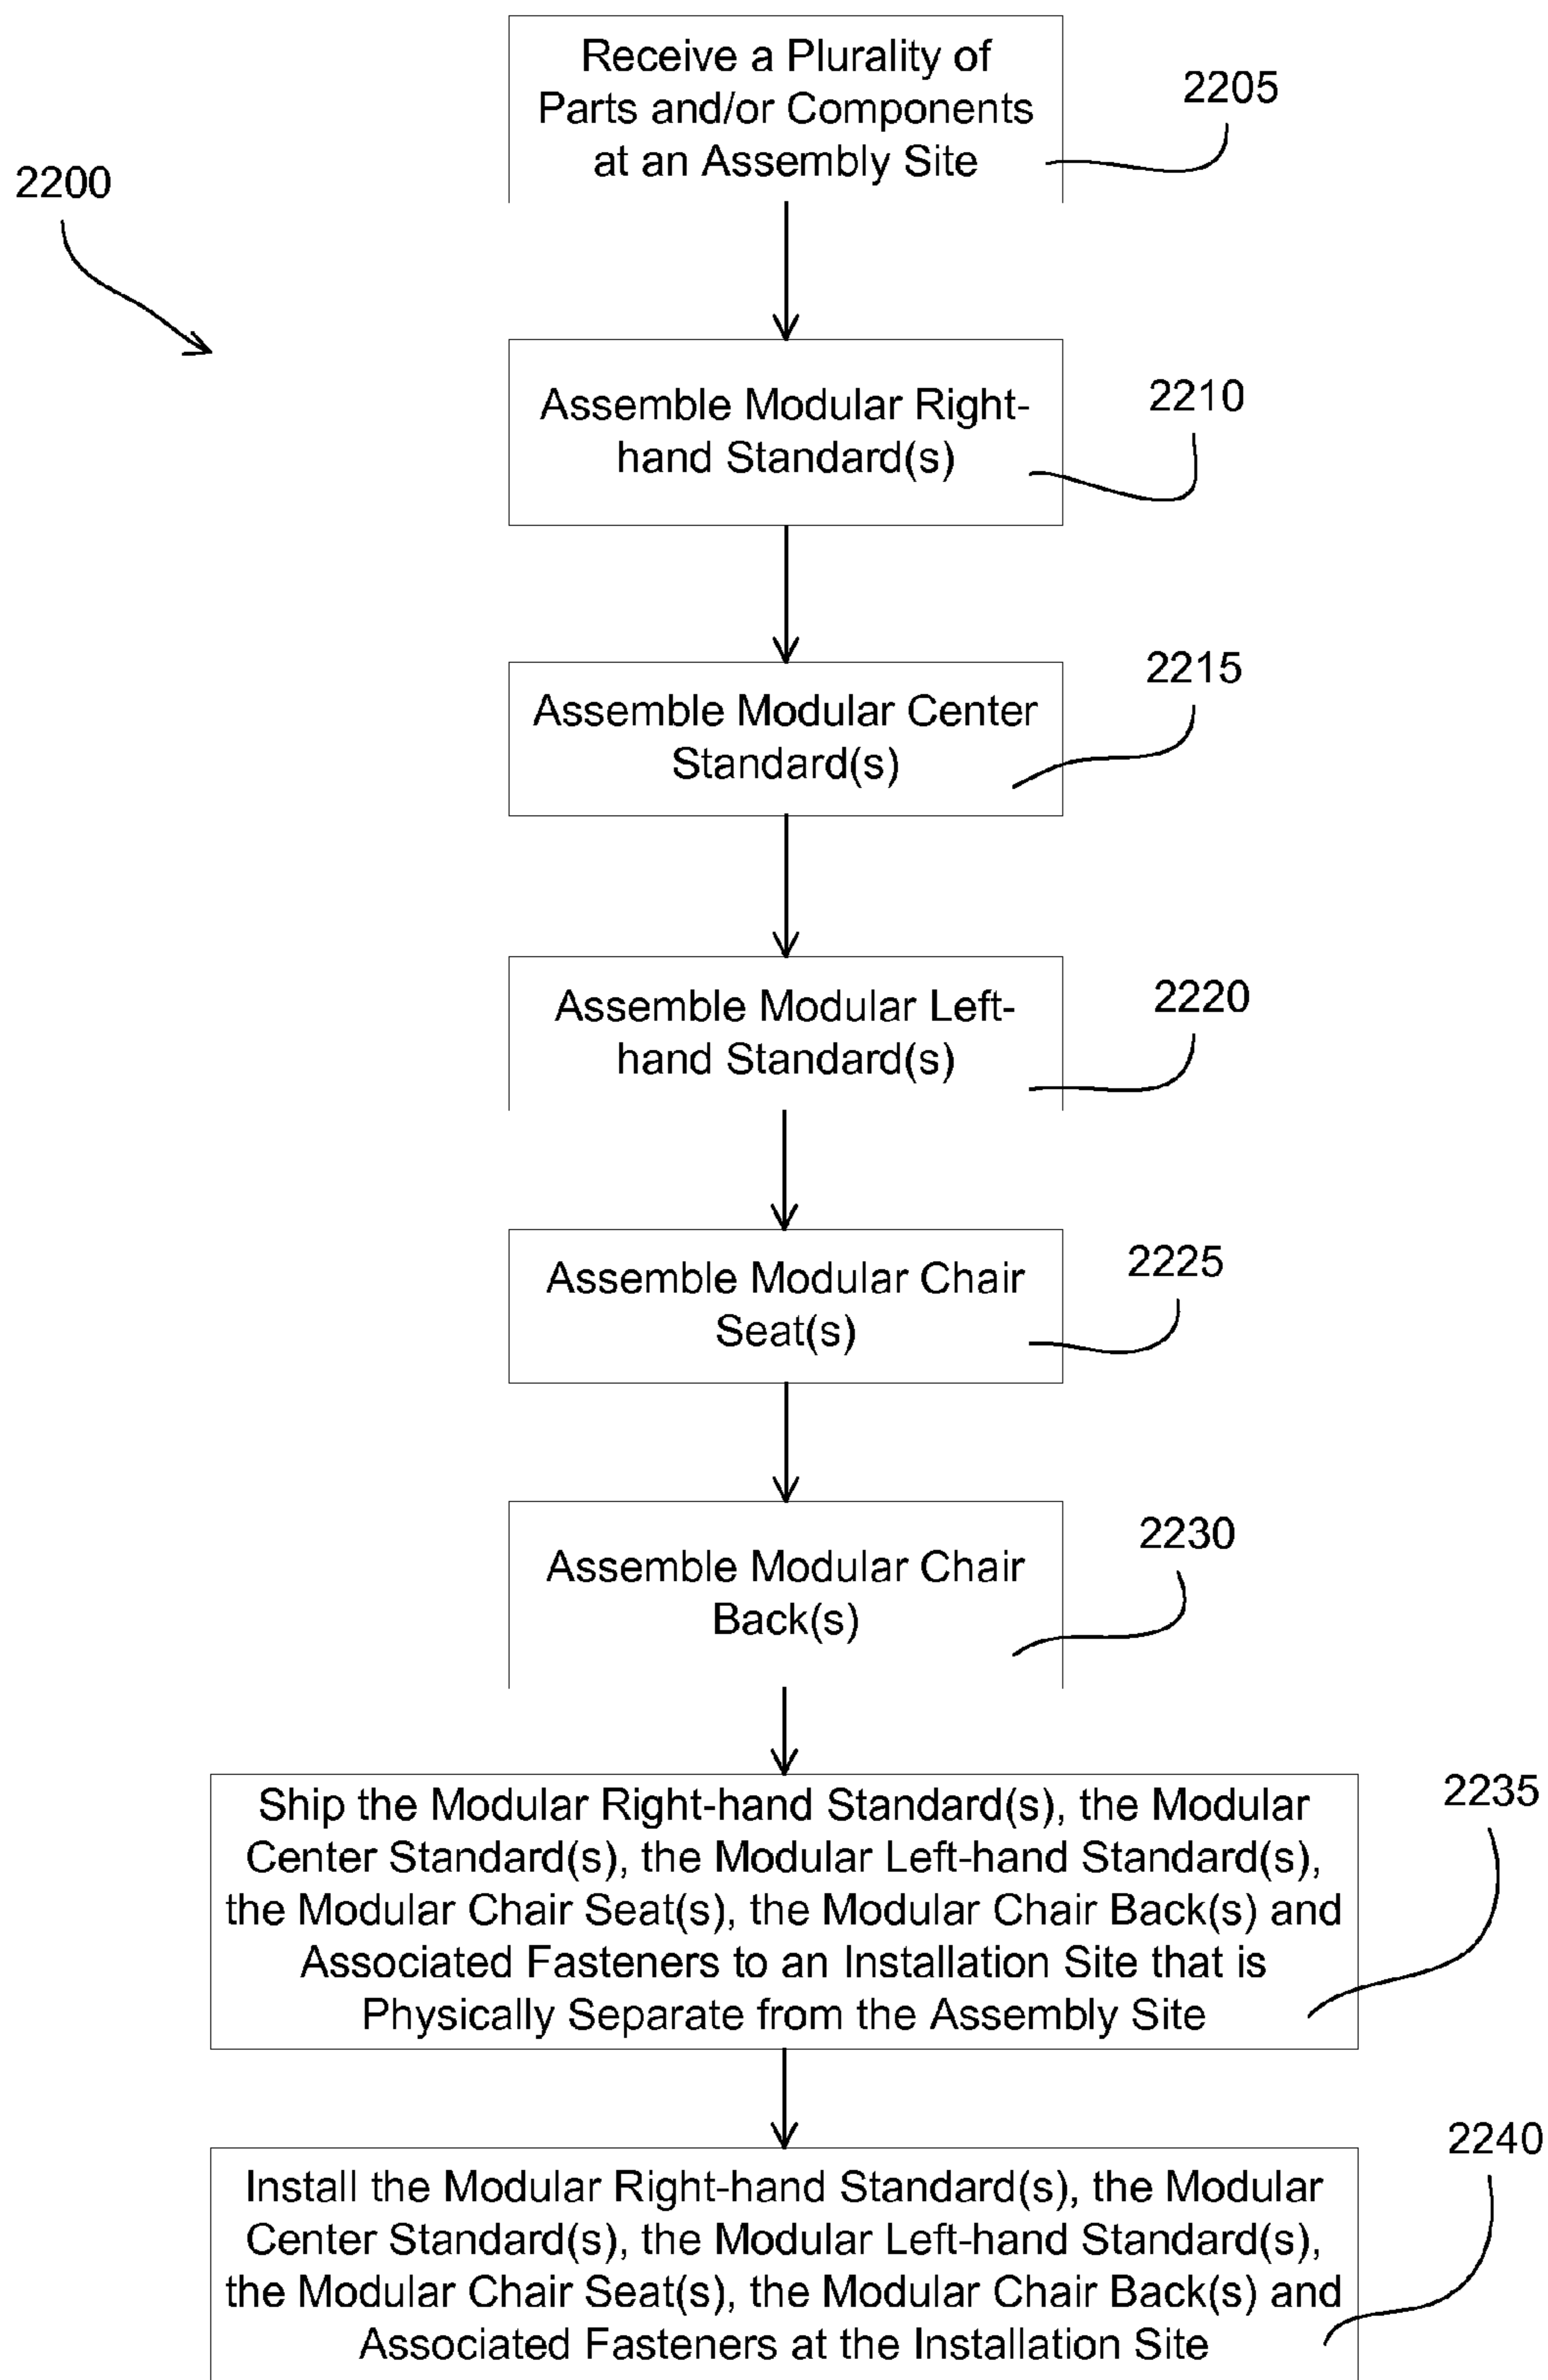 Receive a Plurality of
Parts and/or Components
at an Assembly Site
2205
2200
Assemble Modular Right-
hand Standard(s)
2210
Assemble Modular Center
Standard(s)
2215
Assemble Modular Left-
hand Standard(s)
2220
Assemble Modular Chair
Seat(s)
2225
Assemble Modular Chair
Back(s)
2230
Ship the Modular Right-hand Standard(s), the Modular
Center Standard(s), the Modular Left-hand Standard(s),
the Modular Chair Seat(s), the Modular Chair Back(s) and
Associated Fasteners to an Installation Site that is
Physically Separate from the Assembly Site
2235
Install the Modular Right-hand Standard(s), the Modular
Center Standard(s), the Modular Left-hand Standard(s),
the Modular Chair Seat(s), the Modular Chair Back(s) and
Associated Fasteners at the Installation Site
2240